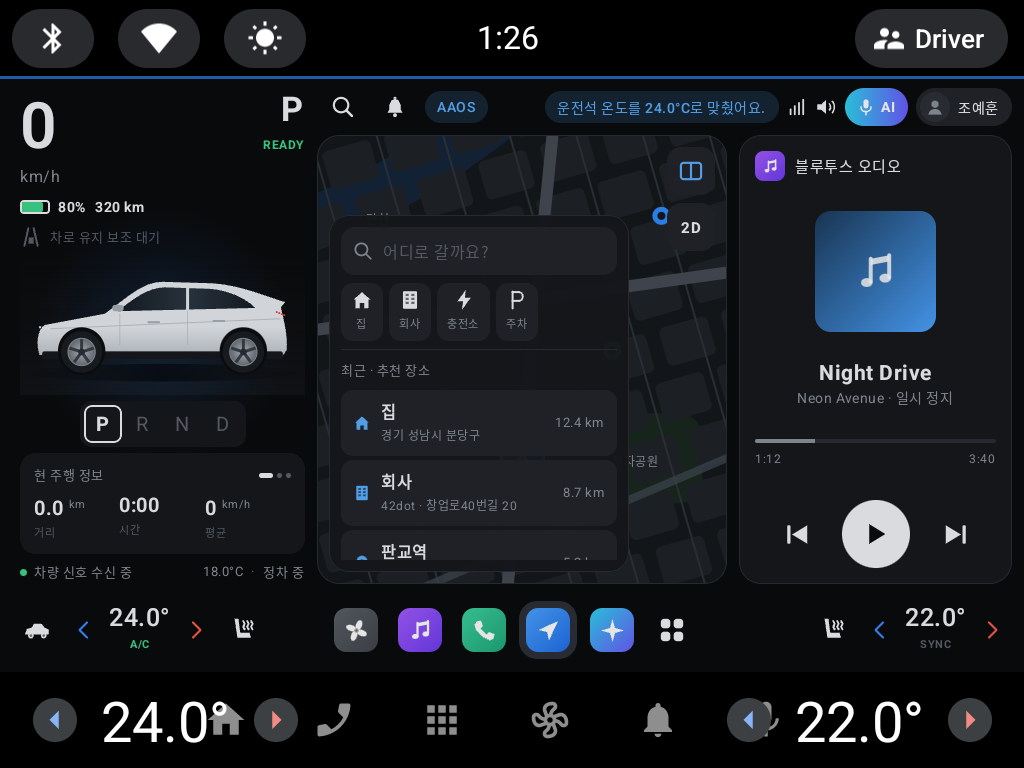 1:26
Driver
0
P
READY
km/h
80% 320 km
차로 유지 보조 대기
P R N D
현 주행 정보
0.0 km
거리
0:00
시간
0 km/h
평균
차량 신호 수신 중
18.0°C · 정차 중
AAOS
운전석 온도를 24.0°C로 맞췄어요.
AI
조예훈
2D
어디로 갈까요?
집
회사
충전소
주차
최근 · 추천 장소
집
경기 성남시 분당구
12.4 km
회사
42dot · 창업로40번길 20
8.7 km
판교역
공원
블루투스 오디오
Night Drive
Neon Avenue · 일시 정지
1:12
3:40
24.0°
A/C
22.0°
SYNC
24.0°
22.0°